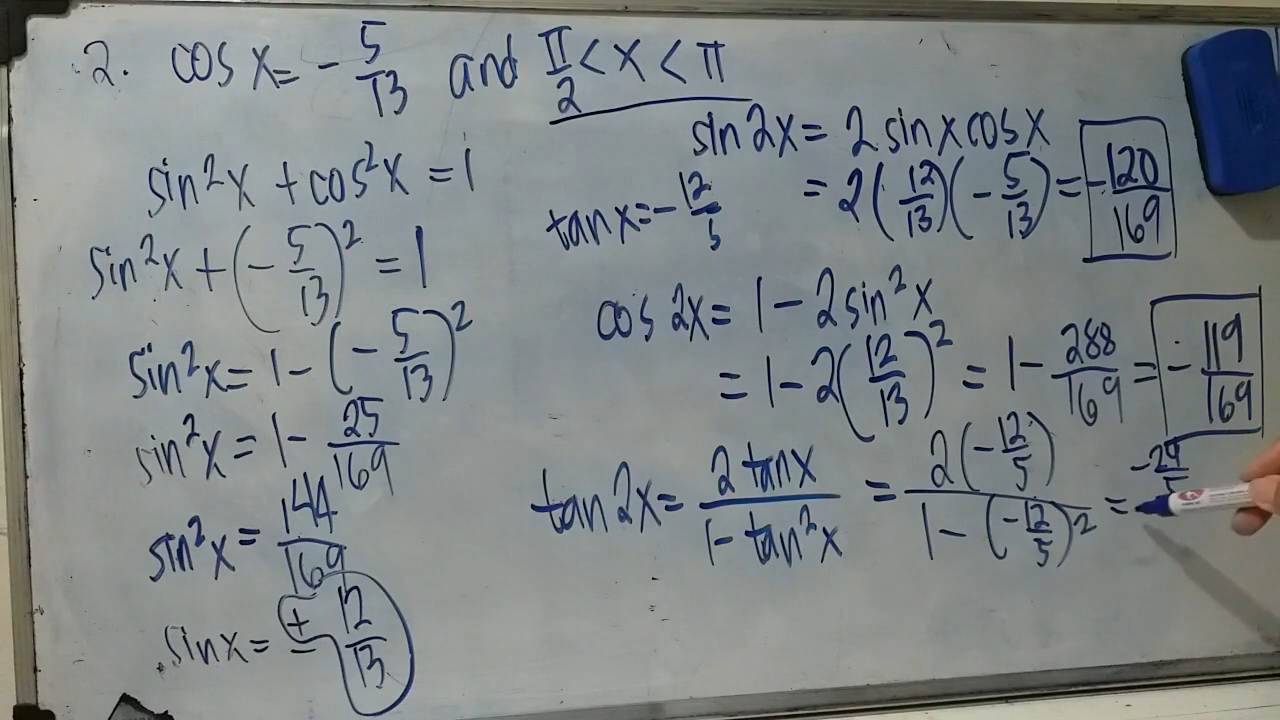 2. cos x = - 5/13 and π/2 < x < π
sin²x + cos²x = 1
sin²x + (- 5/13)² = 1
sin²x = 1 - (- 5/13)²
sin²x = 1 - 25/169
sin²x = 144/169
sin x = ± 12/13
tan x = - 12/5
sin 2x = 2 sin x cos x
= 2(12/13)(- 5/13) = - 120/169
cos 2x = 1 - 2 sin²x
= 1 - 2(12/13)² = 1 - 288/169 = - 119/169
tan 2x = 2 tan x/1 - tan²x = 2(- 12/5)/1 - (- 12/5)² = - 24/